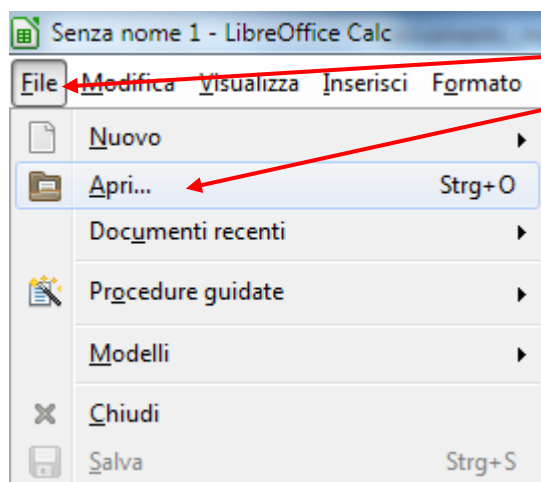 Senza nome 1 - LibreOffice Calc
File Modifica Visualizza Inserisci Formato
Nuovo
Apri... Strg+O
Documenti recenti
Procedure guidate
Modelli
Chiudi
Salva Strg+S